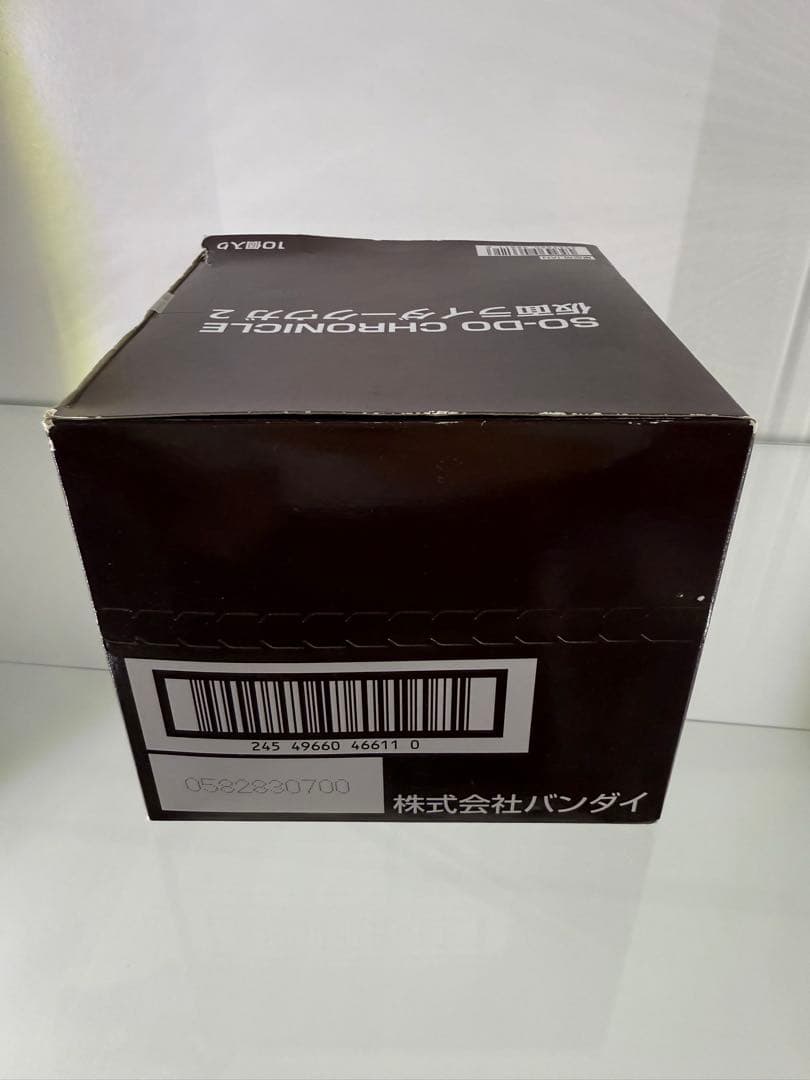 SO-DO CHRONICLE
仮面ライダークウガ 2
10個入り
245 49660 46611 0
0582830700
株式会社バンダイ